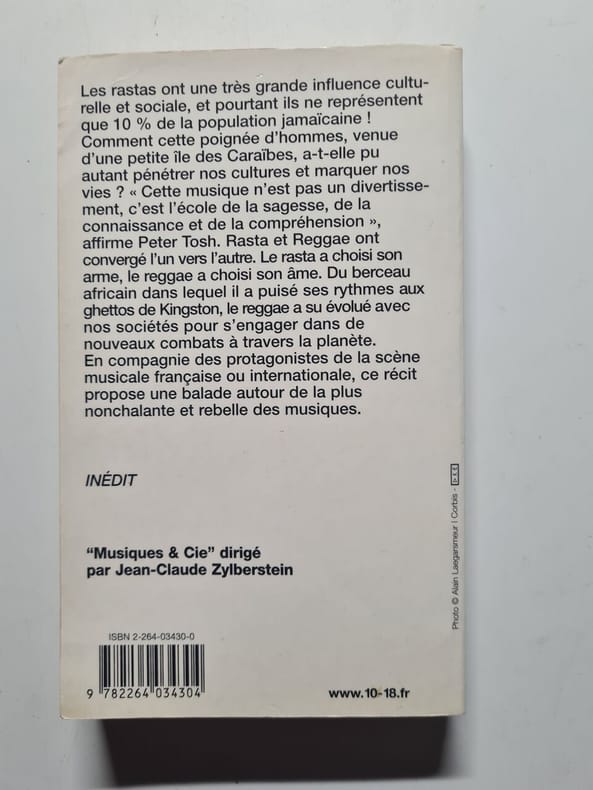 Les rastas ont une très grande influence cultu-
relle et sociale, et pourtant ils ne représentent
que 10 % de la population jamaïcaine !
Comment cette poignée d'hommes, venue
d'une petite île des Caraïbes, a-t-elle pu
autant pénétrer nos cultures et marquer nos
vies ? « Cette musique n'est pas un divertisse-
ment, c'est l'école de la sagesse, de la
connaissance et de la compréhension »,
affirme Peter Tosh. Rasta et Reggae ont
convergé l'un vers l'autre. Le rasta a choisi son
arme, le reggae a choisi son âme. Du berceau
africain dans lequel il a puisé ses rythmes aux
ghettos de Kingston, le reggae a su évolué avec
nos sociétés pour s'engager dans de
nouveaux combats à travers la planète.
En compagnie des protagonistes de la scène
musicale française ou internationale, ce récit
propose une balade autour de la plus
nonchalante et rebelle des musiques.
INÉDIT
“Musiques & Cie” dirigé
par Jean-Claude Zylberstein
ISBN 2-264-03430-0
9 782264 034304
www.10-18.fr
Photo © Alain Laegarsmeur | Corbis -